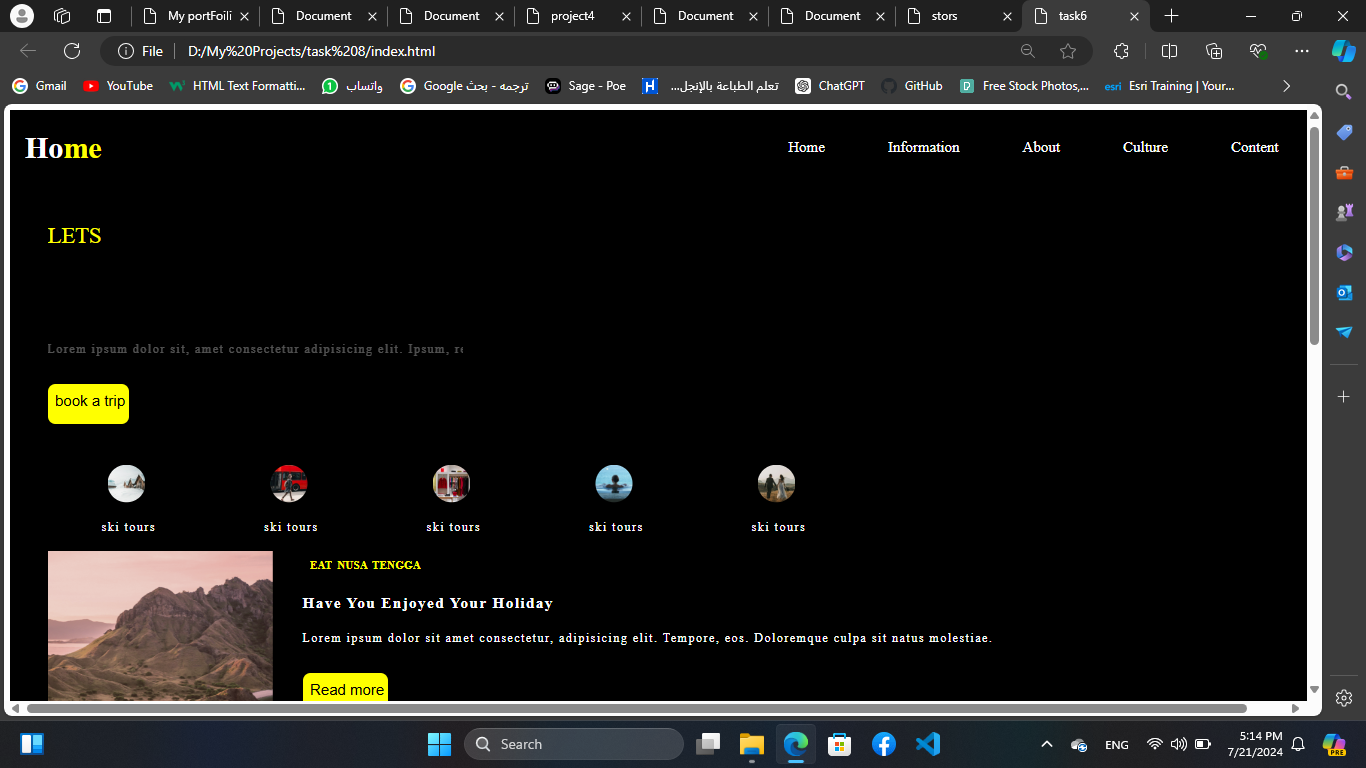 My portFoili
Document
Document
project4
Document
Document
stors
task6
File
D:/My%20Projects/task%208/index.html
Gmail
YouTube
HTML Text Formatti...
واتساب
ترجمه - بحث Google
Sage - Poe
تعلم الطباعة بالإنجل...
ChatGPT
GitHub
Free Stock Photos,...
esri
Esri Training | Your...
Home
Home
Information
About
Culture
Content
LETS
Lorem ipsum dolor sit, amet consectetur adipisicing elit. Ipsum, re
book a trip
ski tours
ski tours
ski tours
ski tours
ski tours
EAT NUSA TENGGA
Have You Enjoyed Your Holiday
Lorem ipsum dolor sit amet consectetur, adipisicing elit. Tempore, eos. Doloremque culpa sit natus molestiae.
Read more
Search
ENG
5:14 PM
7/21/2024
PRE